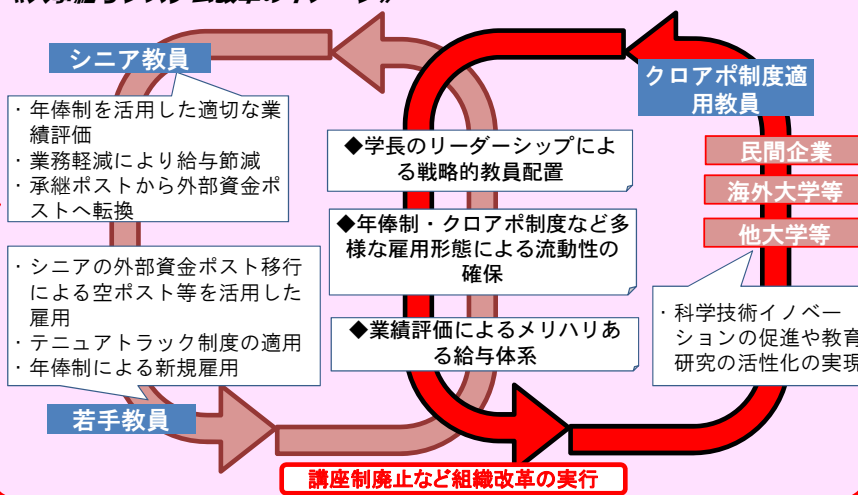 シニア教員
・年俸制を活用した適切な業
績評価
・業務軽減により給与節減
・承継ポストから外部資金ポ
ストへ転換
・シニアの外部資金ポスト移行
による空ポスト等を活用した
雇用
・テニュアトラック制度の適用
・年俸制による新規雇用
若手教員
◆学長のリーダーシップによ
る戦略的教員配置
◆年俸制・クロアポ制度など多
様な雇用形態による流動性の
確保
◆業績評価によるメリハリあ
る給与体系
クロアポ制度適
用教員
民間企業
海外大学等
他大学等
・科学技術イノベー
ションの促進や教育
研究の活性化の実現
講座制廃止など組織改革の実行